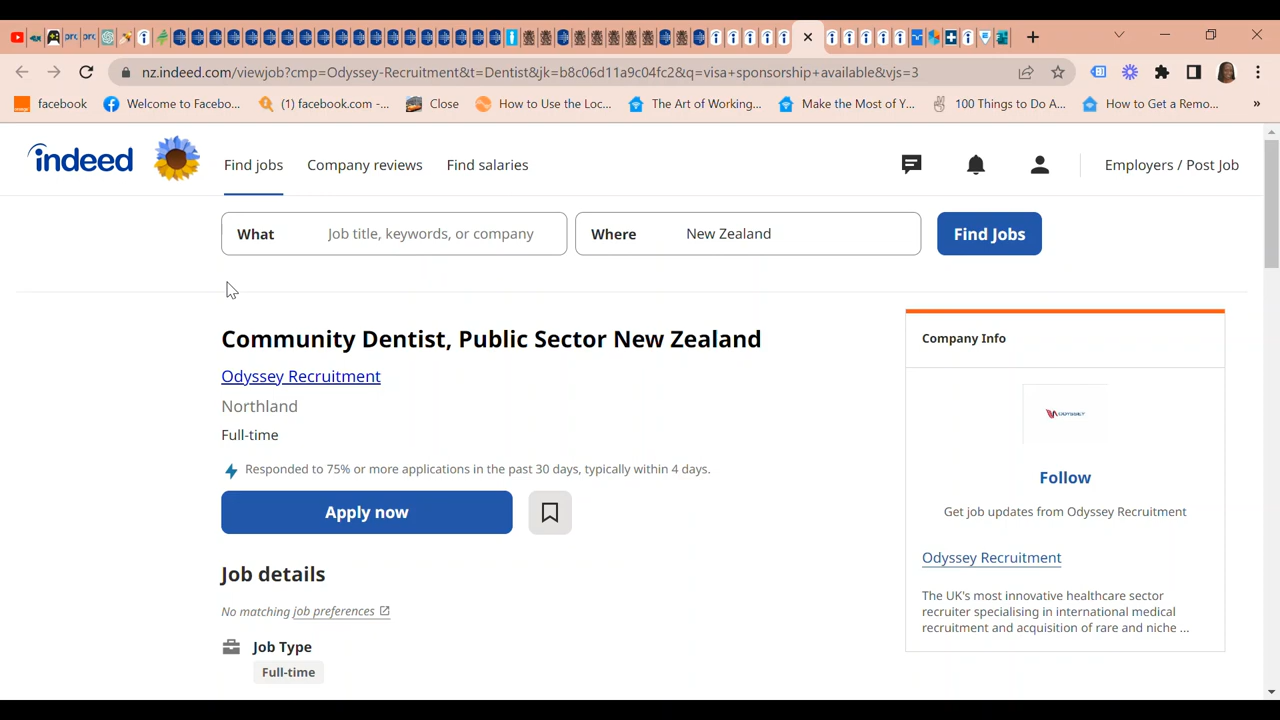 prc
prc
nz.indeed.com/viewjob?cmp=Odyssey-Recruitment&t=Dentist&jk=b8c06d11a9c04fc2&q=visa+sponsorship+available&vjs=3
facebook
Welcome to Facebo...
(1) facebook.com -...
Close
How to Use the Loc...
The Art of Working...
Make the Most of Y...
100 Things to Do A...
How to Get a Remo...
»
indeed
Find jobs
Company reviews
Find salaries
Employers / Post Job
What
Job title, keywords, or company
Where
New Zealand
Find Jobs
Community Dentist, Public Sector New Zealand
Odyssey Recruitment
Northland
Full-time
Responded to 75% or more applications in the past 30 days, typically within 4 days.
Apply now
Job details
No matching job preferences
Job Type
Full-time
Company Info
ODYSSEY
Follow
Get job updates from Odyssey Recruitment
Odyssey Recruitment
The UK's most innovative healthcare sector
recruiter specialising in international medical
recruitment and acquisition of rare and niche ...